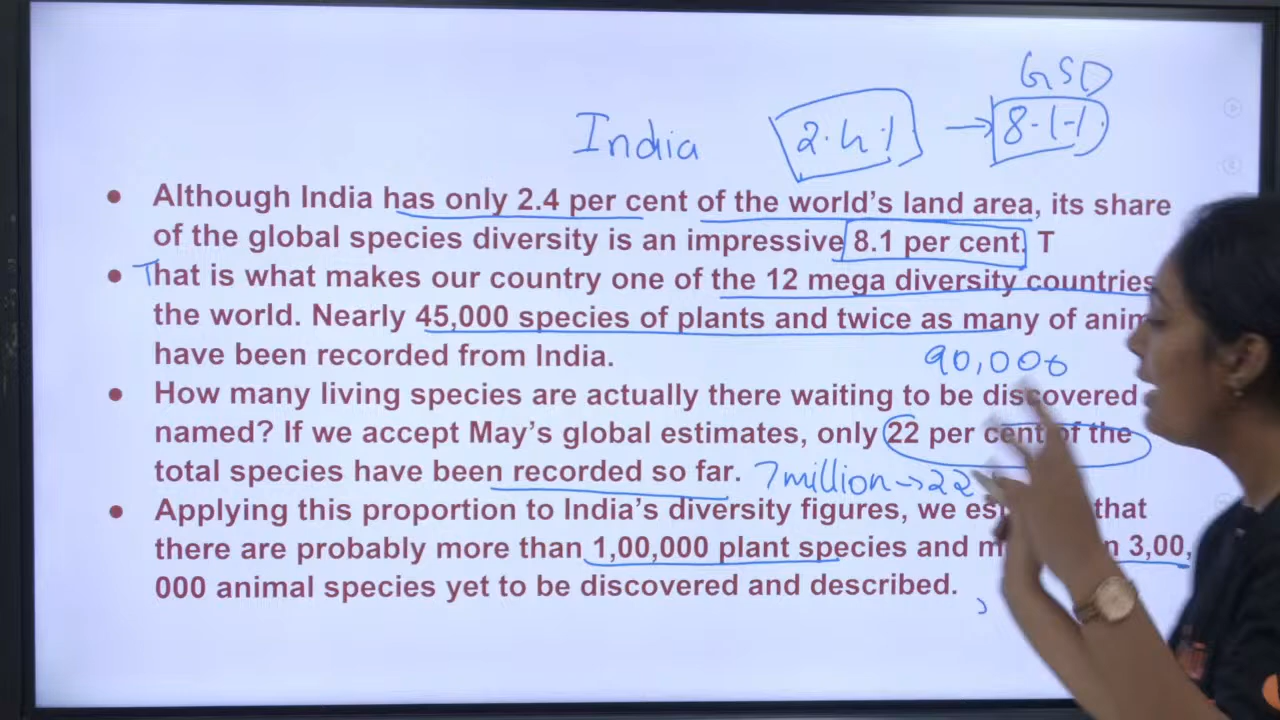 GSD
India 2.4.1 → 8.1-1.
• Although India has only 2.4 per cent of the world's land area, its share
of the global species diversity is an impressive 8.1 per cent. T
• That is what makes our country one of the 12 mega diversity countries
the world. Nearly 45,000 species of plants and twice as many of anim
have been recorded from India.
90,000
• How many living species are actually there waiting to be discovered
named? If we accept May's global estimates, only 22 per cent of the
total species have been recorded so far. 7million → 22
• Applying this proportion to India's diversity figures, we that
there are probably more than 1,00,000 plant species and 3,00,
000 animal species yet to be discovered and described.